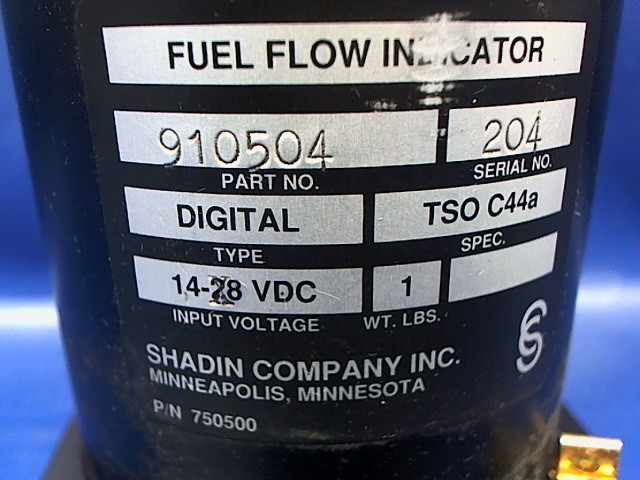 FUEL FLOW INDICATOR
910504 204
PART NO. SERIAL NO.
DIGITAL TSO C44a
TYPE SPEC.
14-28 VDC 1
INPUT VOLTAGE WT. LBS.
SHADIN COMPANY INC.
MINNEAPOLIS, MINNESOTA
P/N 750500